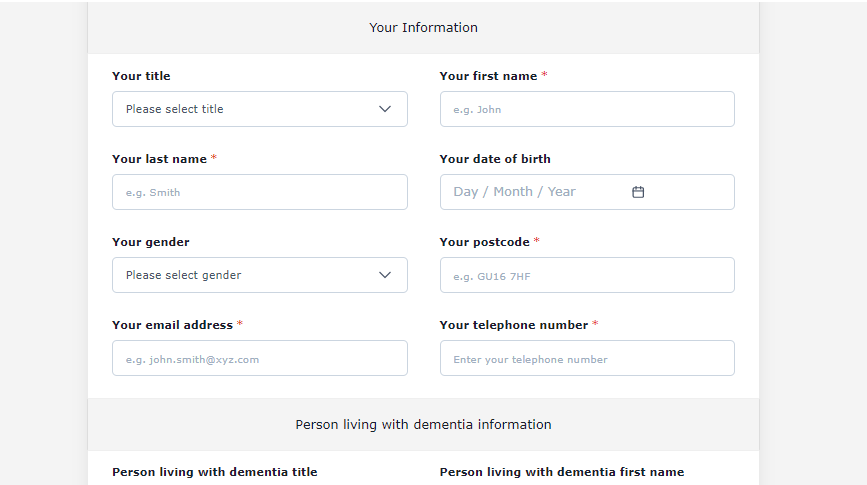 Your Information
Your title
Your first name *
Please select title
e.g. John
Your last name *
Your date of birth
e.g. Smith
Day / Month / Year
Your gender
Your postcode *
Please select gender
e.g. GU16 7HF
Your email address *
Your telephone number *
e.g. john.smith@xyz.com
Enter your telephone number
Person living with dementia information
Person living with dementia title
Person living with dementia first name